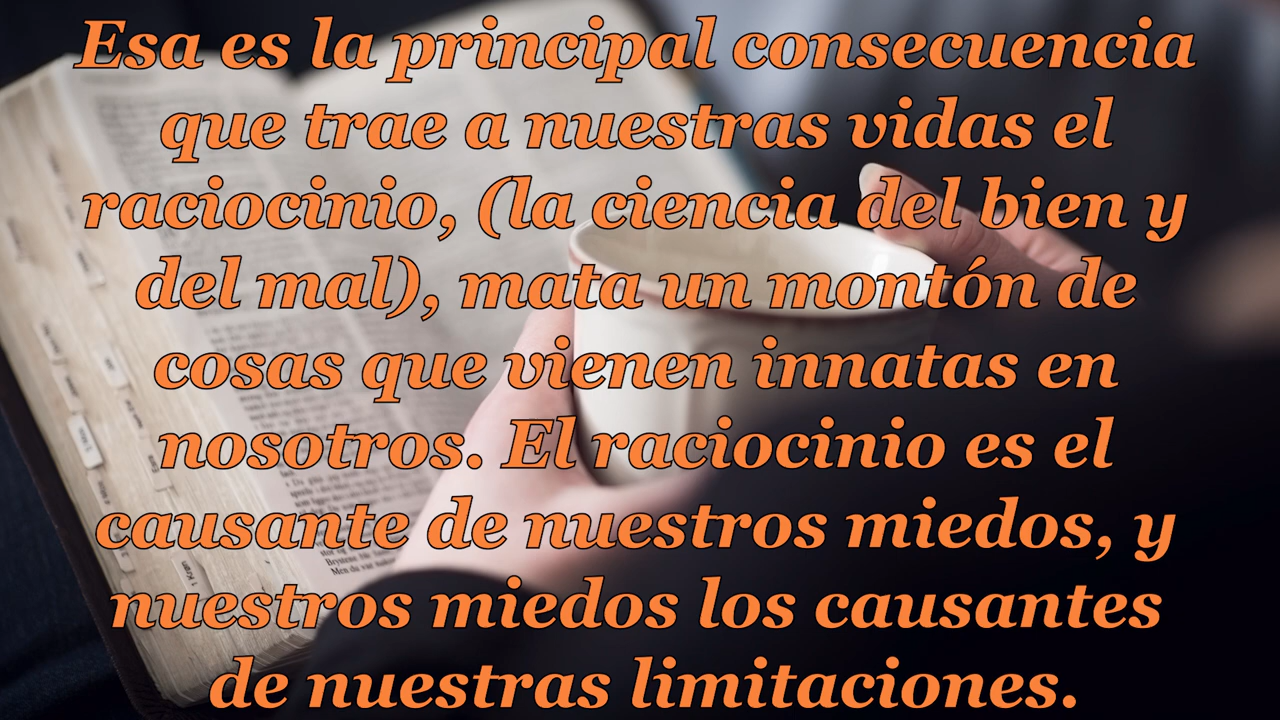 Esa es la principal consecuencia
que trae a nuestras vidas el
raciocinio, (la ciencia del bien y
del mal), mata un montón de
cosas que vienen innatas en
nosotros. El raciocinio es el
causante de nuestros miedos, y
nuestros miedos los causantes
de nuestras limitaciones.